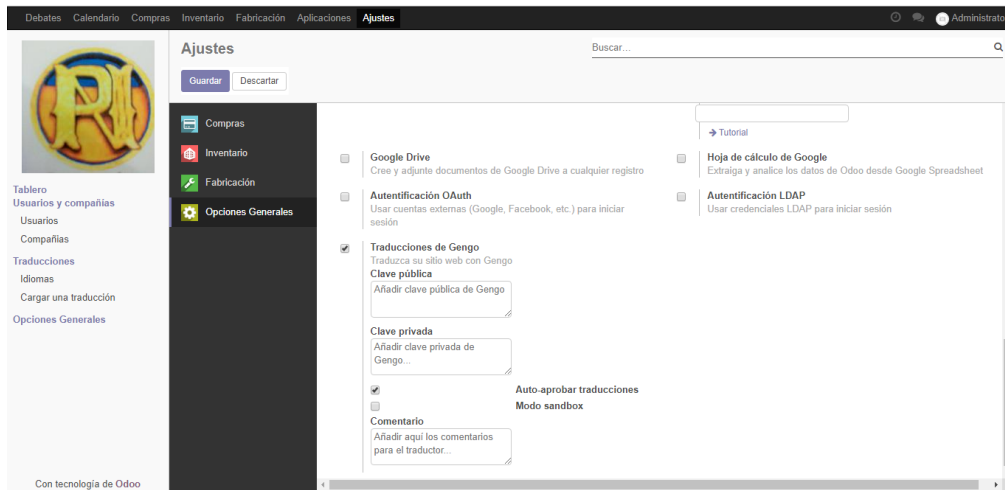 Debates Calendario Compras Inventario Fabricación Aplicaciones Ajustes Administrato
RI
Tablero
Usuarios y compañias
Usuarios
Compañias
Traducciones
Idiomas
Cargar una traducción
Opciones Generales
Con tecnología de Odoo
Ajustes
Buscar...
Guardar Descartar
Compras
Inventario
Fabricación
Opciones Generales
Tutorial
Google Drive
Cree y adjunte documentos de Google Drive a cualquier registro
Hoja de cálculo de Google
Extraiga y analice los datos de Odoo desde Google Spreadsheet
Autentificación OAuth
Usar cuentas externas (Google, Facebook, etc.) para iniciar
sesión
Autentificación LDAP
Usar credenciales LDAP para iniciar sesión
Traducciones de Gengo
Traduzca su sitio web con Gengo
Clave pública
Añadir clave pública de Gengo
Clave privada
Añadir clave privada de
Gengo...
Auto-aprobar traducciones
Modo sandbox
Comentario
Añadir aquí los comentarios
para el traductor...